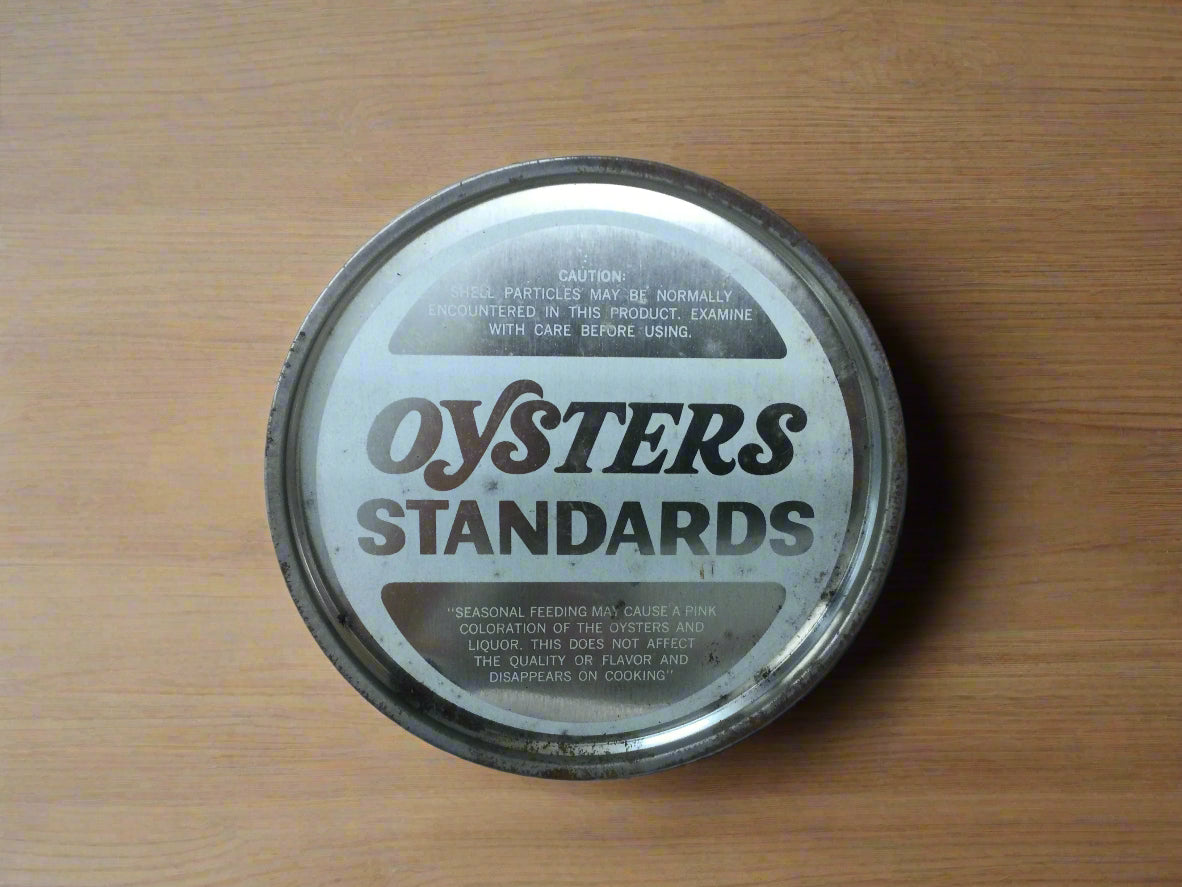 CAUTION:
SHELL PARTICLES MAY BE NORMALLY
ENCOUNTERED IN THIS PRODUCT. EXAMINE
WITH CARE BEFORE USING.
OYSTERS
STANDARDS
"SEASONAL FEEDING MAY CAUSE A PINK
COLORATION OF THE OYSTERS AND
LIQUOR. THIS DOES NOT AFFECT
THE QUALITY OR FLAVOR AND
DISAPPEARS ON COOKING"